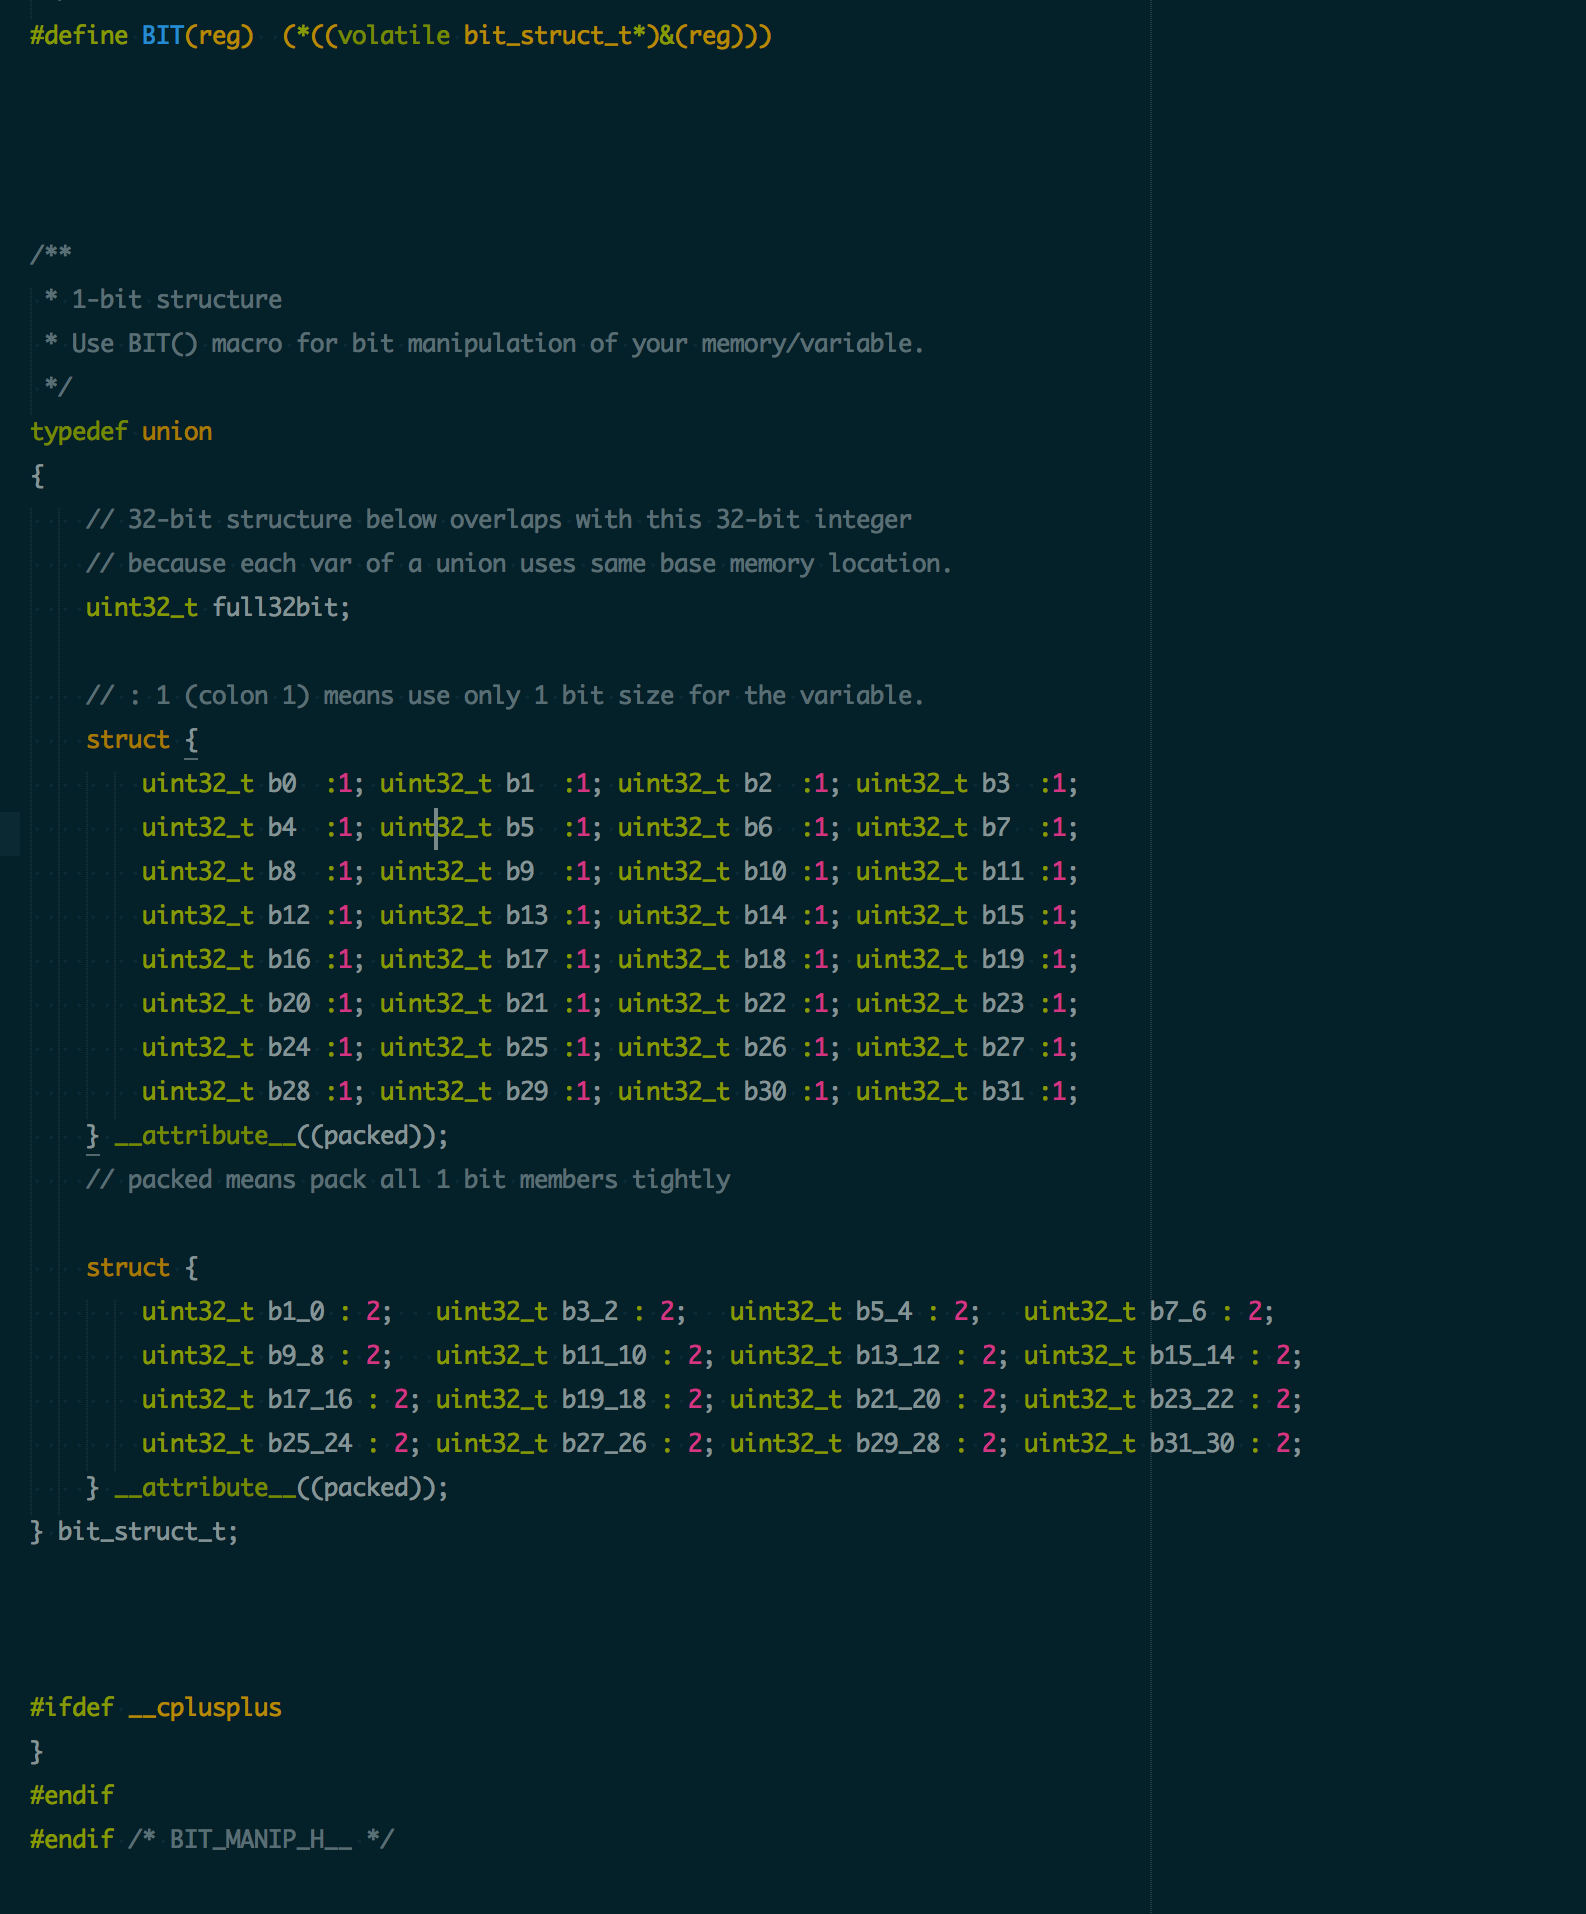 #define BIT(reg)  (*((volatile bit_struct_t*)&(reg)))
/**
 * 1-bit structure
 * Use BIT() macro for bit manipulation of your memory/variable.
 */
typedef union
{
    // 32-bit structure below overlaps with this 32-bit integer
    // because each var of a union uses same base memory location.
    uint32_t full32bit;
    // : 1 (colon 1) means use only 1 bit size for the variable.
    struct {
        uint32_t b0  :1; uint32_t b1  :1; uint32_t b2  :1; uint32_t b3  :1;
        uint32_t b4  :1; uint32_t b5  :1; uint32_t b6  :1; uint32_t b7  :1;
        uint32_t b8  :1; uint32_t b9  :1; uint32_t b10 :1; uint32_t b11 :1;
        uint32_t b12 :1; uint32_t b13 :1; uint32_t b14 :1; uint32_t b15 :1;
        uint32_t b16 :1; uint32_t b17 :1; uint32_t b18 :1; uint32_t b19 :1;
        uint32_t b20 :1; uint32_t b21 :1; uint32_t b22 :1; uint32_t b23 :1;
        uint32_t b24 :1; uint32_t b25 :1; uint32_t b26 :1; uint32_t b27 :1;
        uint32_t b28 :1; uint32_t b29 :1; uint32_t b30 :1; uint32_t b31 :1;
    } __attribute__((packed));
    // packed means pack all 1 bit members tightly
    struct {
        uint32_t b1_0 : 2;   uint32_t b3_2 : 2;   uint32_t b5_4 : 2;   uint32_t b7_6 : 2;
        uint32_t b9_8 : 2;   uint32_t b11_10 : 2; uint32_t b13_12 : 2; uint32_t b15_14 : 2;
        uint32_t b17_16 : 2; uint32_t b19_18 : 2; uint32_t b21_20 : 2; uint32_t b23_22 : 2;
        uint32_t b25_24 : 2; uint32_t b27_26 : 2; uint32_t b29_28 : 2; uint32_t b31_30 : 2;
    } __attribute__((packed));
} bit_struct_t;
#ifdef __cplusplus
}
#endif
#endif /* BIT_MANIP_H__ */